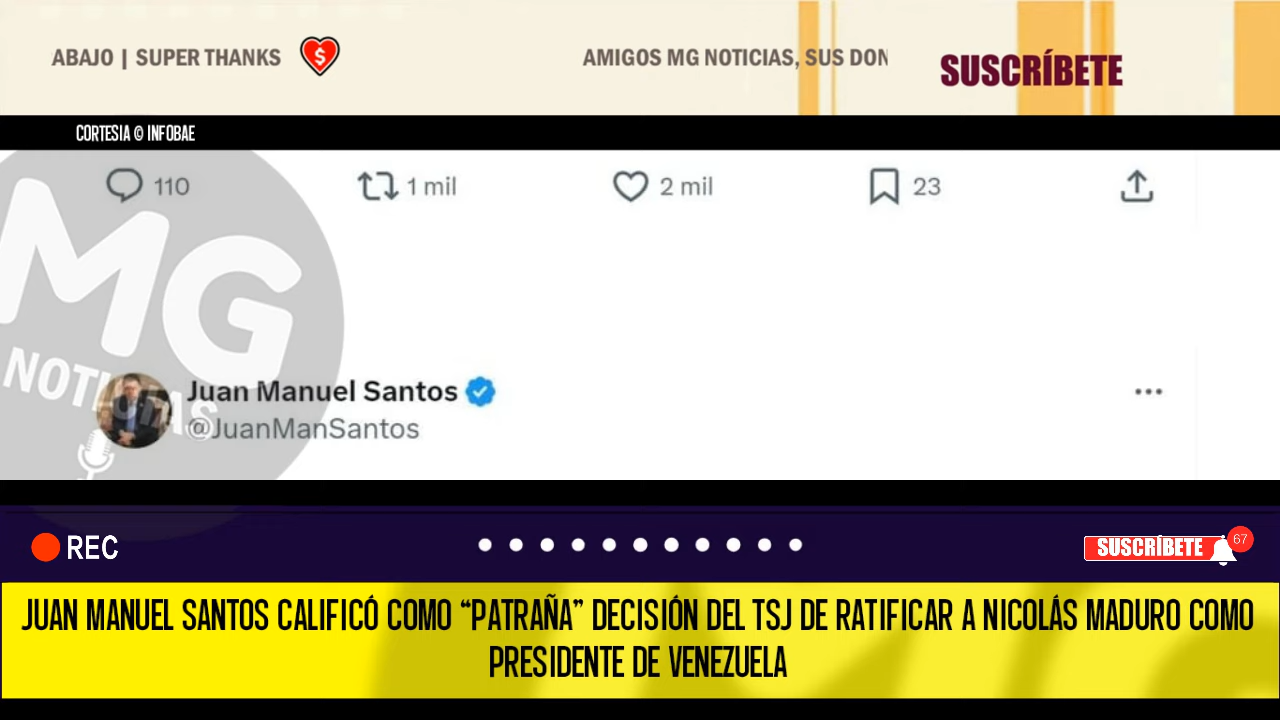 ABAJO | SUPER THANKS
AMIGOS MG NOTICIAS, SUS DON
SUSCRÍBETE
CORTESIA © INFOBAE
110
1 mil
2 mil
23
MG
NOTICIAS
Juan Manuel Santos
@JuanManSantos
REC
SUSCRÍBETE
67
JUAN MANUEL SANTOS CALIFICÓ COMO “PATRAÑA” DECISIÓN DEL TSJ DE RATIFICAR A NICOLÁS MADURO COMO
PRESIDENTE DE VENEZUELA